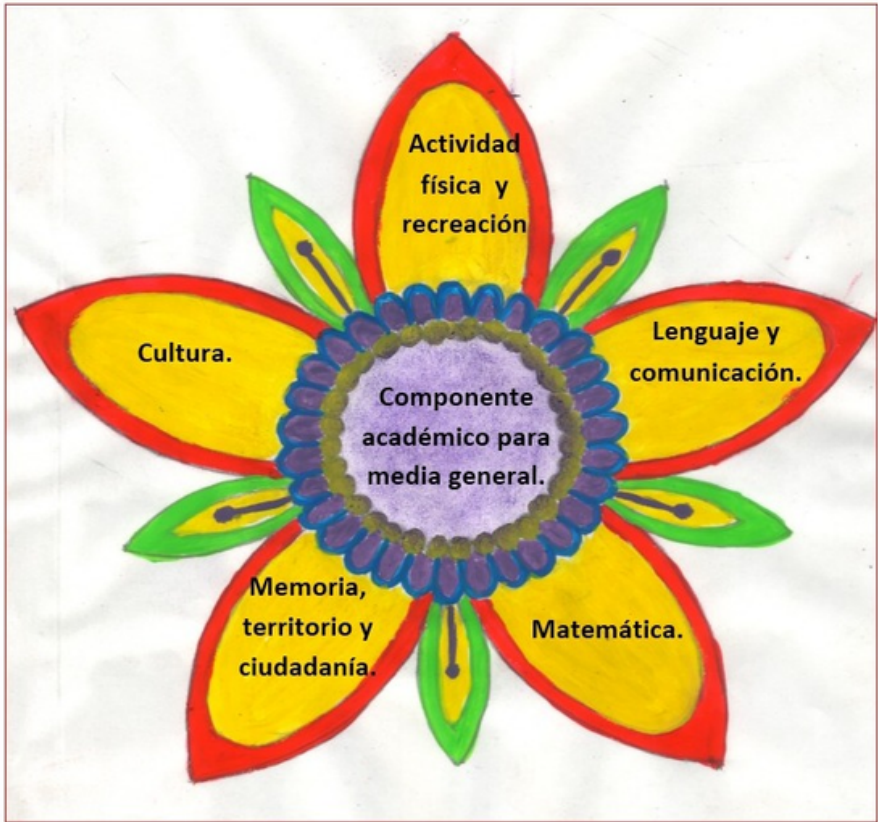 Actividad
física y
recreación
Lenguaje y
comunicación.
Cultura.
Componente
académico para
media general.
Memoria,
territorio y
ciudadanía.
Matemática.